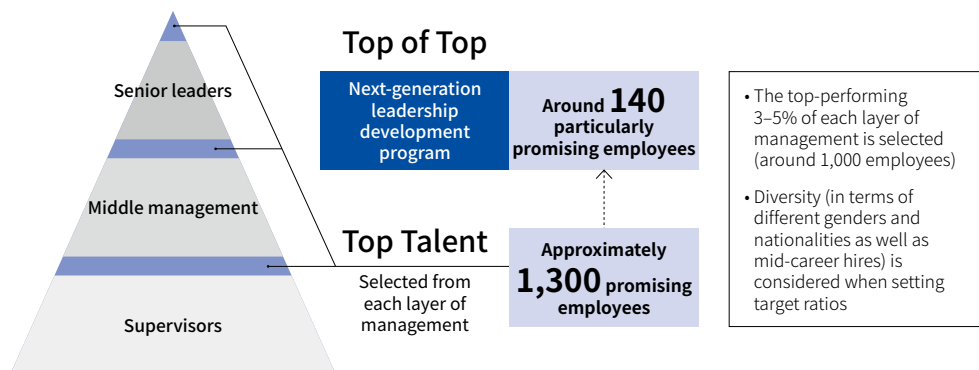 Senior leaders
Middle management
Supervisors
Top of Top
Next-generation
leadership
development
program
Around 140
particularly
promising employees
Top Talent
Selected from
each layer of
management
Approximately
1,300 promising
employees
• The top-performing
3–5% of each layer of
management is selected
(around 1,000 employees)
• Diversity (in terms of
different genders and
nationalities as well as
mid-career hires) is
considered when setting
target ratios